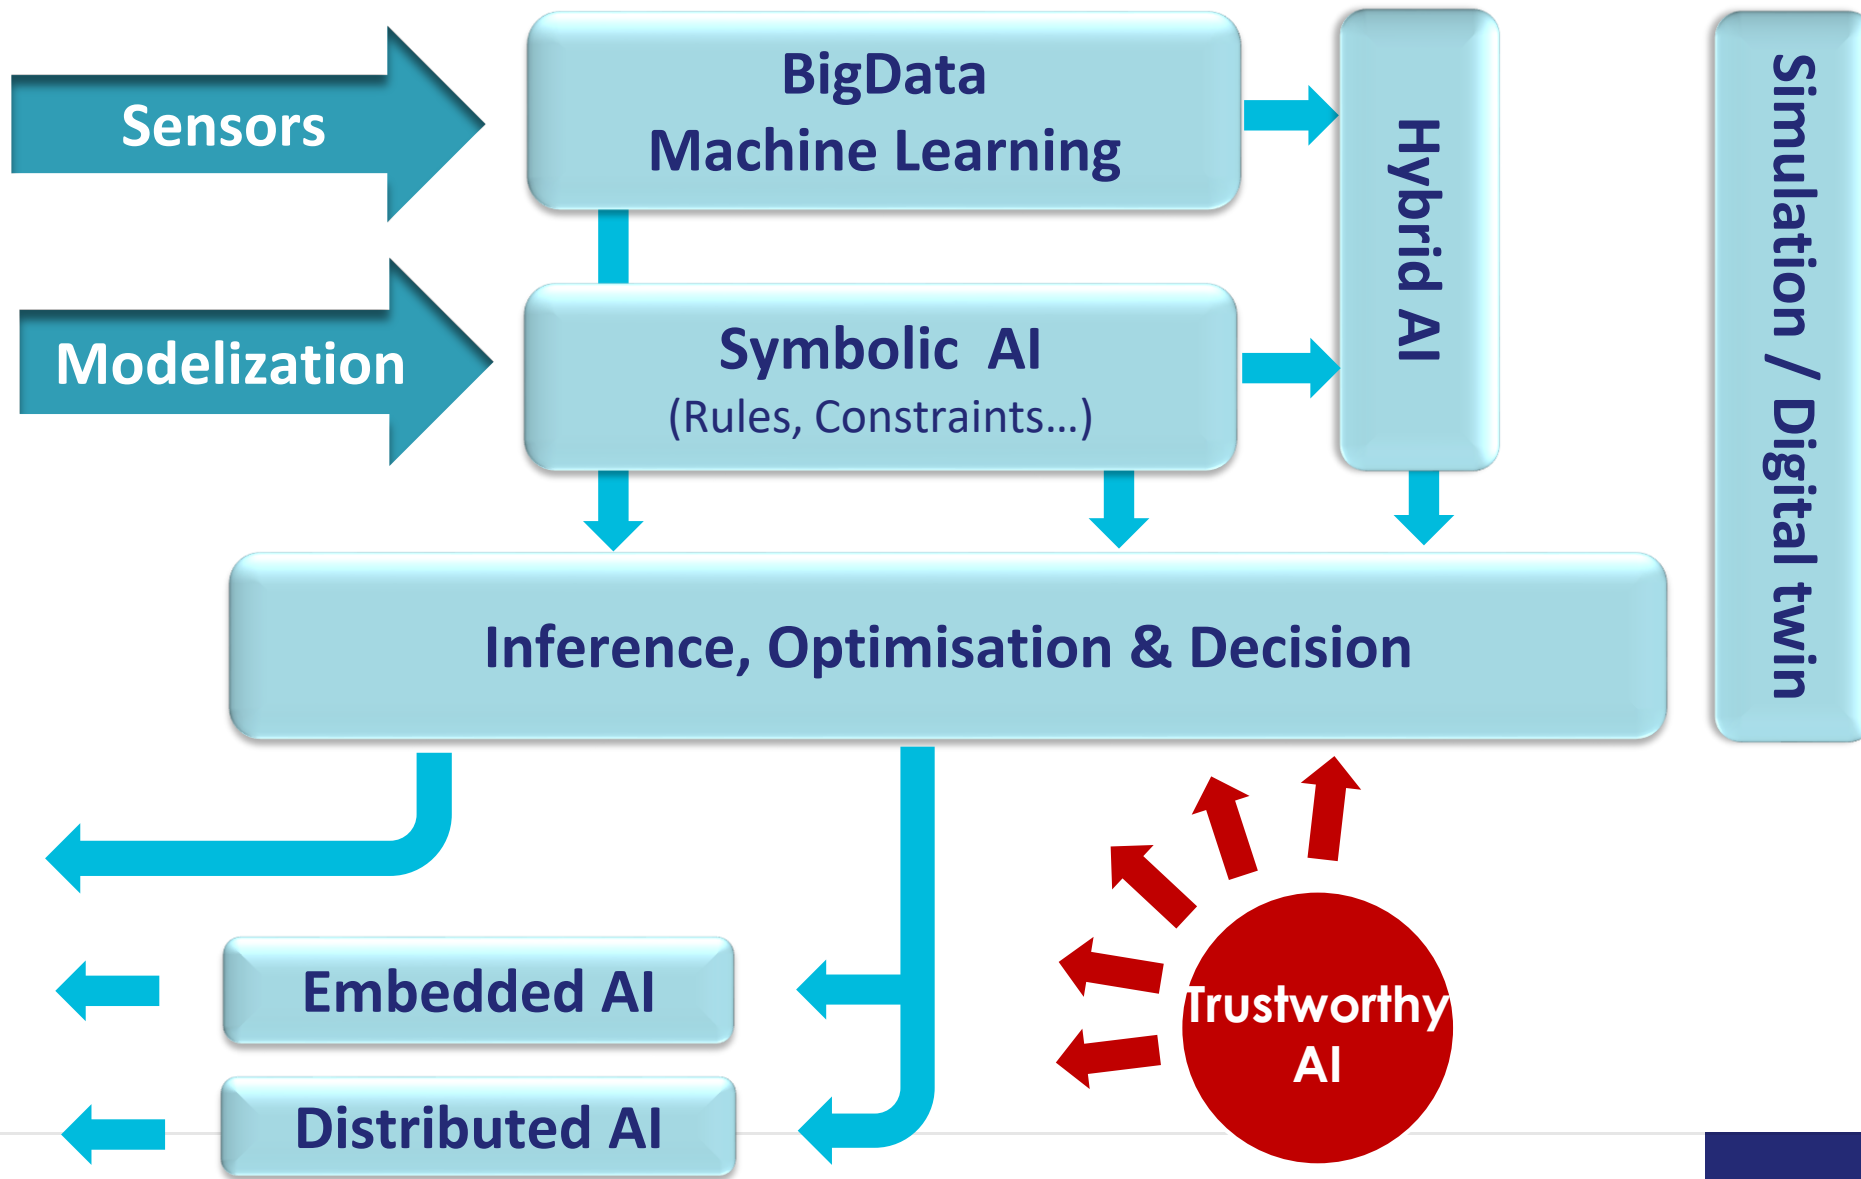 Sensors
BigData
Machine Learning
Modelization
Symbolic AI
(Rules, Constraints...)
Hybrid AI
Simulation / Digital twin
Inference, Optimisation & Decision
Embedded AI
Distributed AI
Trustworthy
AI